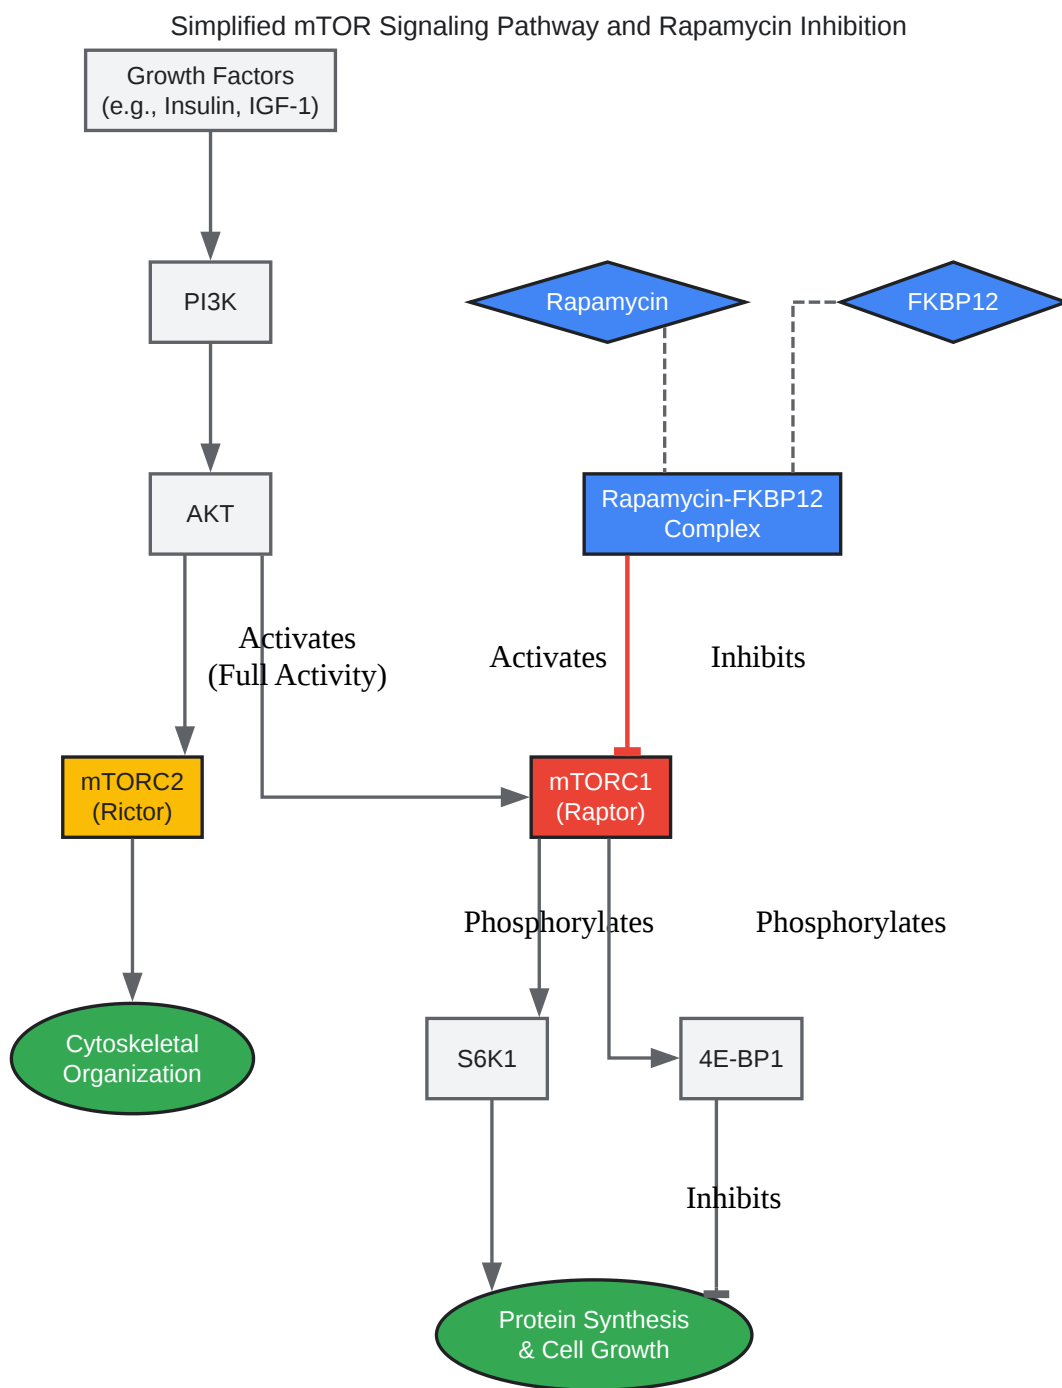 Simplified mTOR Signaling Pathway and Rapamycin Inhibition
Growth Factors
(e.g., Insulin, IGF-1)
PI3K
Rapamycin
FKBP12
AKT
Rapamycin-FKBP12
Complex
Activates
(Full Activity)
Activates
Inhibits
mTORC2
(Rictor)
mTORC1
(Raptor)
Phosphorylates
Phosphorylates
Cytoskeletal
Organization
S6K1
4E-BP1
Inhibits
Protein Synthesis
& Cell Growth